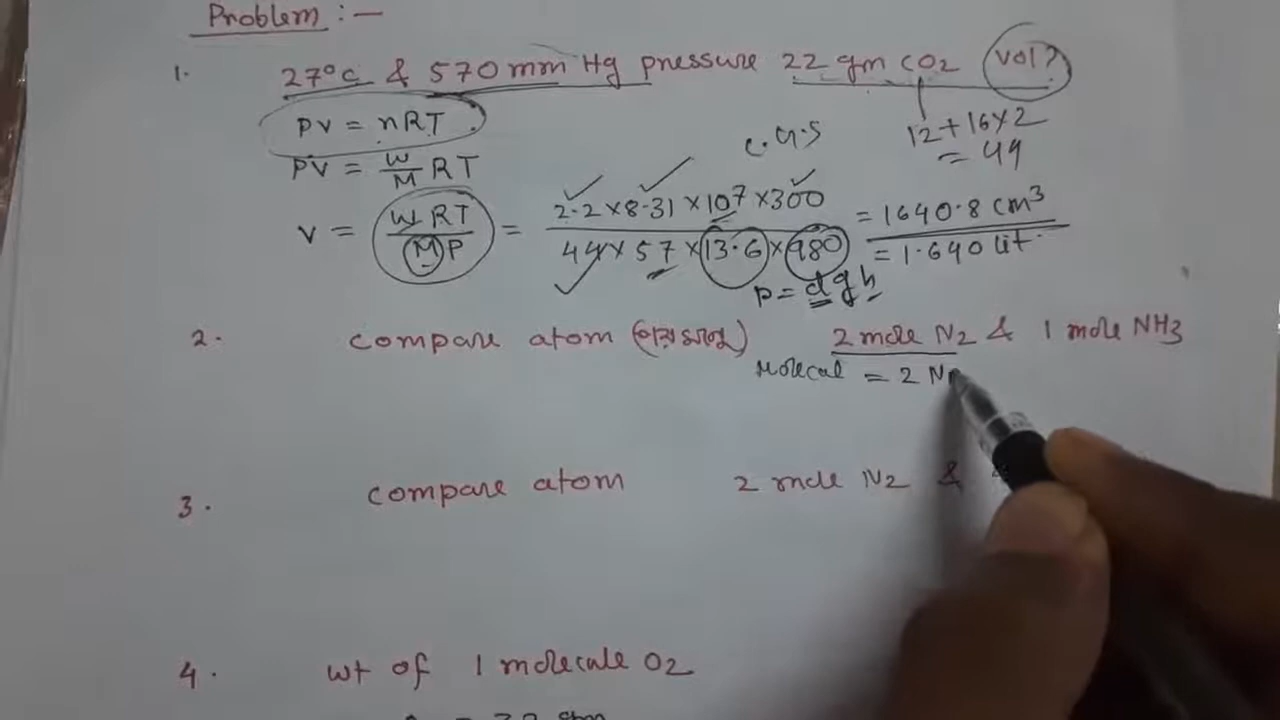 Problem :-
1. 27°C & 570 mm Hg pressure 22 gm CO2 vol?
PV = nRT
12+16×2
= 44
C.G.S
PV = W/M RT
V = WRT/MP = 2.2×8.31×10^7×300 / 44×57×13.6×980 = 1640.8 cm3
= 1.640 lit.
P = dgh
2. compare atom 2 mole N2 & 1 mole NH3
Molecul = 2 N
3. compare atom 2 mole N2 &
4. wt of 1 molecule O2